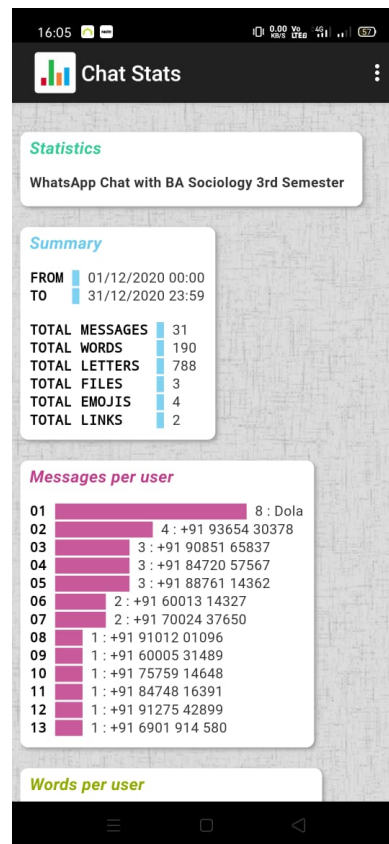 16:05
0.00 KB/S
Vo LTE
4G
57
Chat Stats
Statistics
WhatsApp Chat with BA Sociology 3rd Semester
Summary
FROM 01/12/2020 00:00
TO 31/12/2020 23:59
TOTAL MESSAGES 31
TOTAL WORDS 190
TOTAL LETTERS 788
TOTAL FILES 3
TOTAL EMOJIS 4
TOTAL LINKS 2
Messages per user
01 8 : Dola
02 4 : +91 93654 30378
03 3 : +91 90851 65837
04 3 : +91 84720 57567
05 3 : +91 88761 14362
06 2 : +91 60013 14327
07 2 : +91 70024 37650
08 1 : +91 91012 01096
09 1 : +91 60005 31489
10 1 : +91 75759 14648
11 1 : +91 84748 16391
12 1 : +91 91275 42899
13 1 : +91 6901 914 580
Words per user